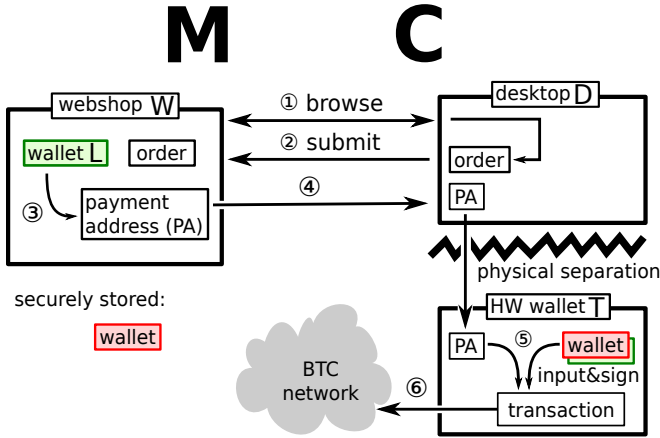 M C
webshop W
desktop D
① browse
wallet L
order
② submit
order
③
payment
address (PA)
④
PA
physical separation
securely stored:
wallet
HW wallet T
PA
⑤
wallet
input&sign
BTC
network
⑥
transaction